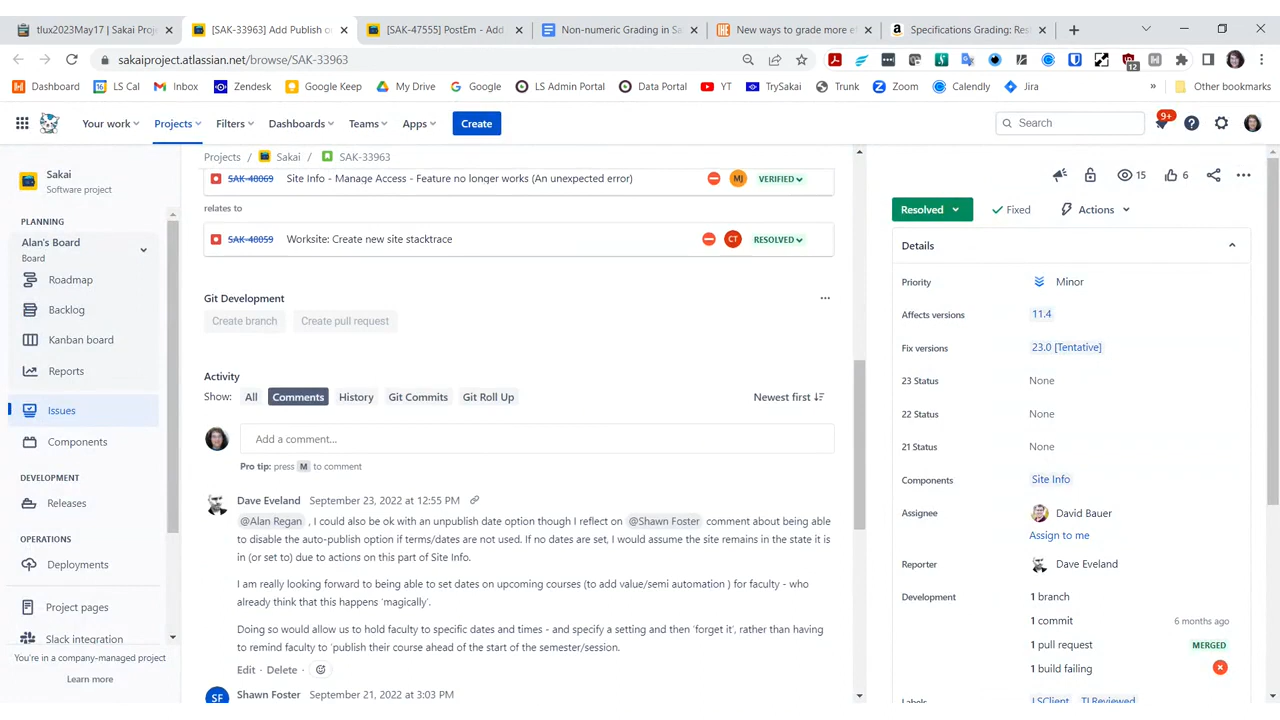 tlux2023May17 | Sakai Proj
[SAK-33963] Add Publish o
[SAK-47555] PostEm - Add
Non-numeric Grading in Sa
New ways to grade more ef
Specifications Grading: Res
sakaiproject.atlassian.net/browse/SAK-33963
12
Dashboard
LS Cal
Inbox
Zendesk
Google Keep
My Drive
Google
LS Admin Portal
Data Portal
YT
TrySakai
Trunk
Zoom
Calendly
Jira
»
Other bookmarks
Your work
Projects
Filters
Dashboards
Teams
Apps
Create
Search
9+
Sakai
Software project
PLANNING
Alan's Board
Board
Roadmap
Backlog
Kanban board
Reports
Issues
Components
DEVELOPMENT
Releases
OPERATIONS
Deployments
Project pages
Slack integration
You're in a company-managed project
Learn more
Projects / Sakai / SAK-33963
SAK-48069 Site Info - Manage Access - Feature no longer works (An unexpected error) MJ VERIFIED
relates to
SAK-48059 Worksite: Create new site stacktrace CT RESOLVED
Git Development
Create branch Create pull request
Activity
Show: All Comments History Git Commits Git Roll Up Newest first
Add a comment...
Pro tip: press M to comment
Dave Eveland September 23, 2022 at 12:55 PM
@Alan Regan , I could also be ok with an unpublish date option though I reflect on @Shawn Foster comment about being able
to disable the auto-publish option if terms/dates are not used. If no dates are set, I would assume the site remains in the state it is
in (or set to) due to actions on this part of Site Info.
I am really looking forward to being able to set dates on upcoming courses (to add value/semi automation ) for faculty - who
already think that this happens 'magically'.
Doing so would allow us to hold faculty to specific dates and times - and specify a setting and then 'forget it', rather than having
to remind faculty to 'publish their course ahead of the start of the semester/session.
Edit · Delete ·
SF Shawn Foster September 21, 2022 at 3:03 PM
15
6
Resolved
Fixed
Actions
Details
Priority Minor
Affects versions 11.4
Fix versions 23.0 [Tentative]
23 Status None
22 Status None
21 Status None
Components Site Info
Assignee David Bauer
Assign to me
Reporter Dave Eveland
Development 1 branch
1 commit 6 months ago
1 pull request MERGED
1 build failing
Labels LSClient TLReviewed